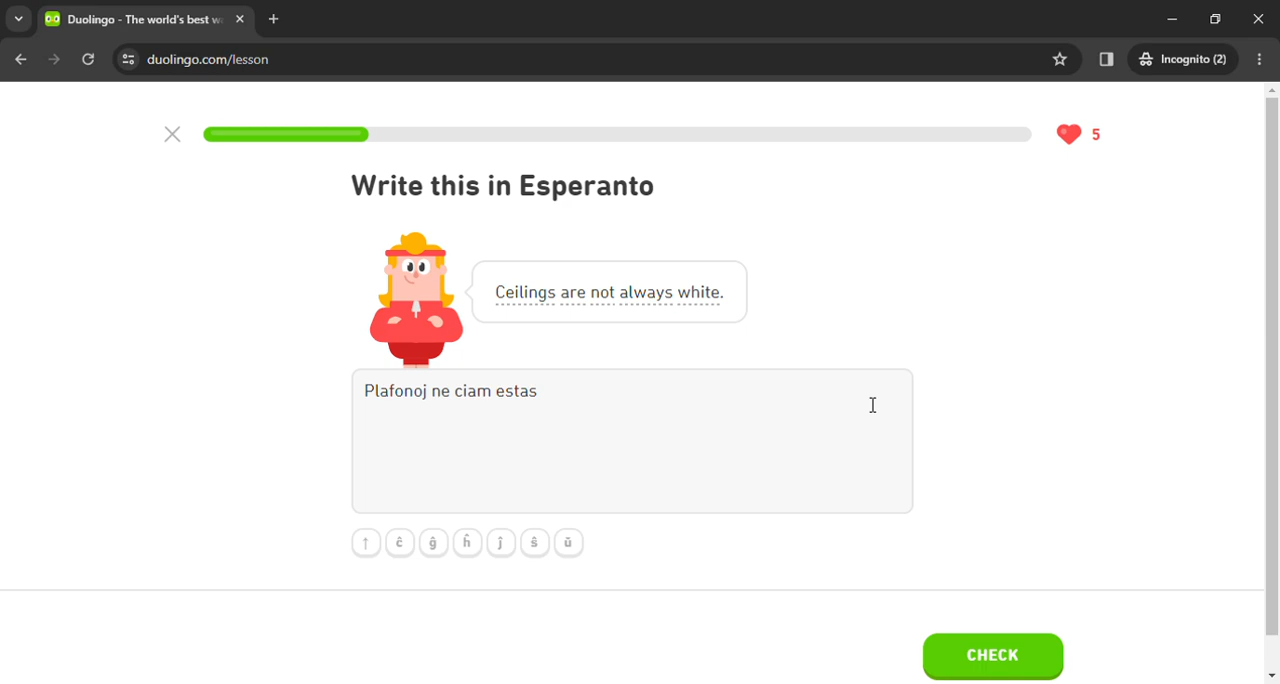 Duolingo - The world's best w
duolingo.com/lesson
Incognito (2)
5
Write this in Esperanto
Ceilings are not always white.
Plafonoj ne ciam estas
↑ ĉ ĝ ĥ ĵ ŝ ŭ
CHECK